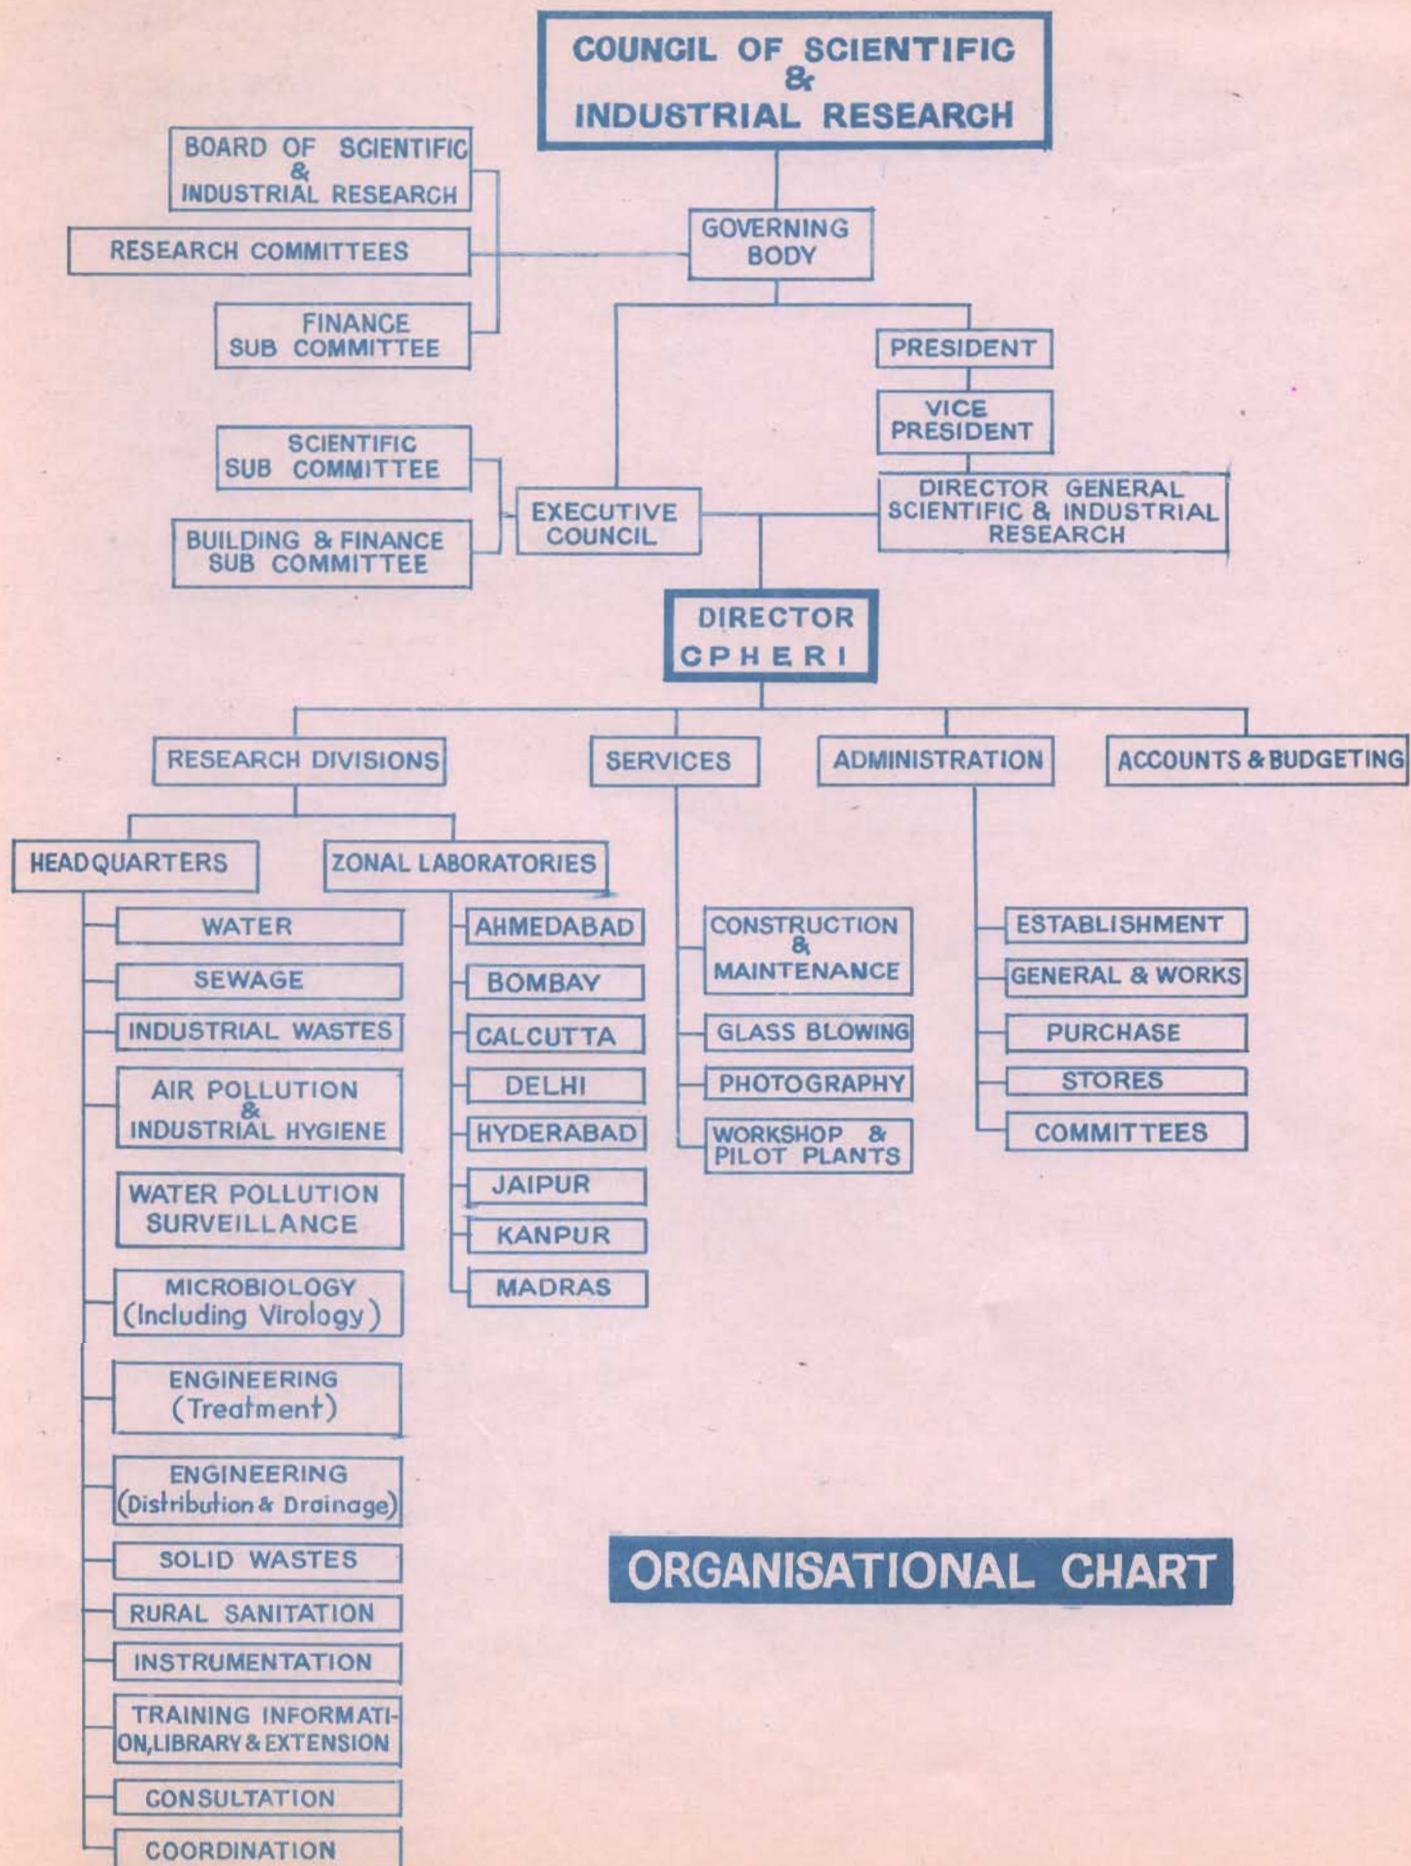 COUNCIL OF SCIENTIFIC
&
INDUSTRIAL RESEARCH
BOARD OF SCIENTIFIC
&
INDUSTRIAL RESEARCH
RESEARCH COMMITTEES
FINANCE
SUB COMMITTEE
GOVERNING
BODY
PRESIDENT
VICE
PRESIDENT
SCIENTIFIC
SUB COMMITTEE
BUILDING & FINANCE
SUB COMMITTEE
EXECUTIVE
COUNCIL
DIRECTOR GENERAL
SCIENTIFIC & INDUSTRIAL
RESEARCH
DIRECTOR
CPHERI
RESEARCH DIVISIONS
SERVICES
ADMINISTRATION
ACCOUNTS & BUDGETING
HEADQUARTERS
ZONAL LABORATORIES
WATER
SEWAGE
INDUSTRIAL WASTES
AIR POLLUTION
&
INDUSTRIAL HYGIENE
WATER POLLUTION
SURVEILLANCE
MICROBIOLOGY
(Including Virology)
ENGINEERING
(Treatment)
ENGINEERING
(Distribution & Drainage)
SOLID WASTES
RURAL SANITATION
INSTRUMENTATION
TRAINING INFORMATI-
ON, LIBRARY & EXTENSION
CONSULTATION
COORDINATION
AHMEDABAD
BOMBAY
CALCUTTA
DELHI
HYDERABAD
JAIPUR
KANPUR
MADRAS
CONSTRUCTION
&
MAINTENANCE
GLASS BLOWING
PHOTOGRAPHY
WORKSHOP &
PILOT PLANTS
ESTABLISHMENT
GENERAL & WORKS
PURCHASE
STORES
COMMITTEES
ORGANISATIONAL CHART